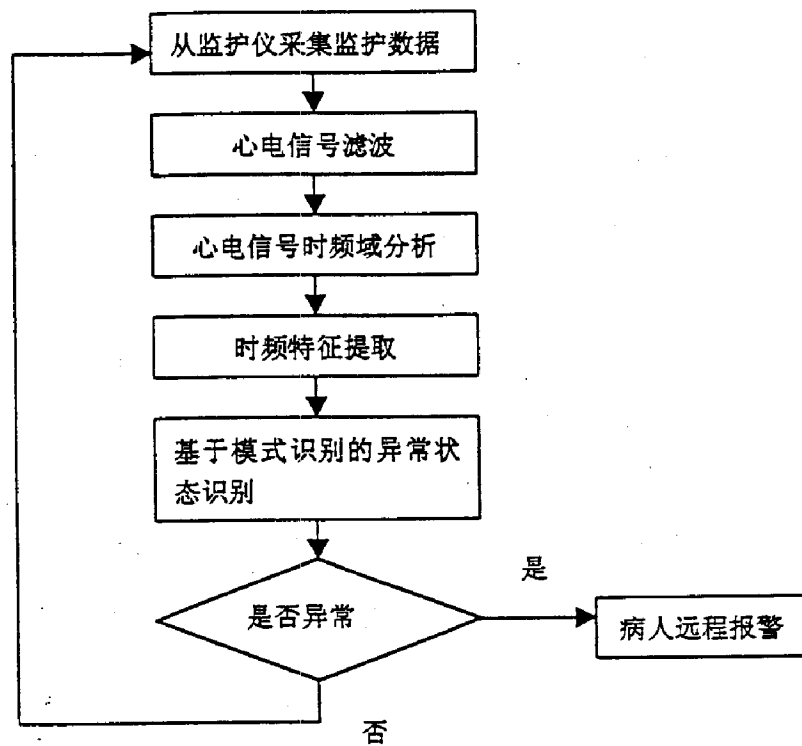 从监护仪采集监护数据
心电信号滤波
心电信号时频域分析
时频特征提取
基于模式识别的异常状
态识别
是否异常
是
病人远程报警
否